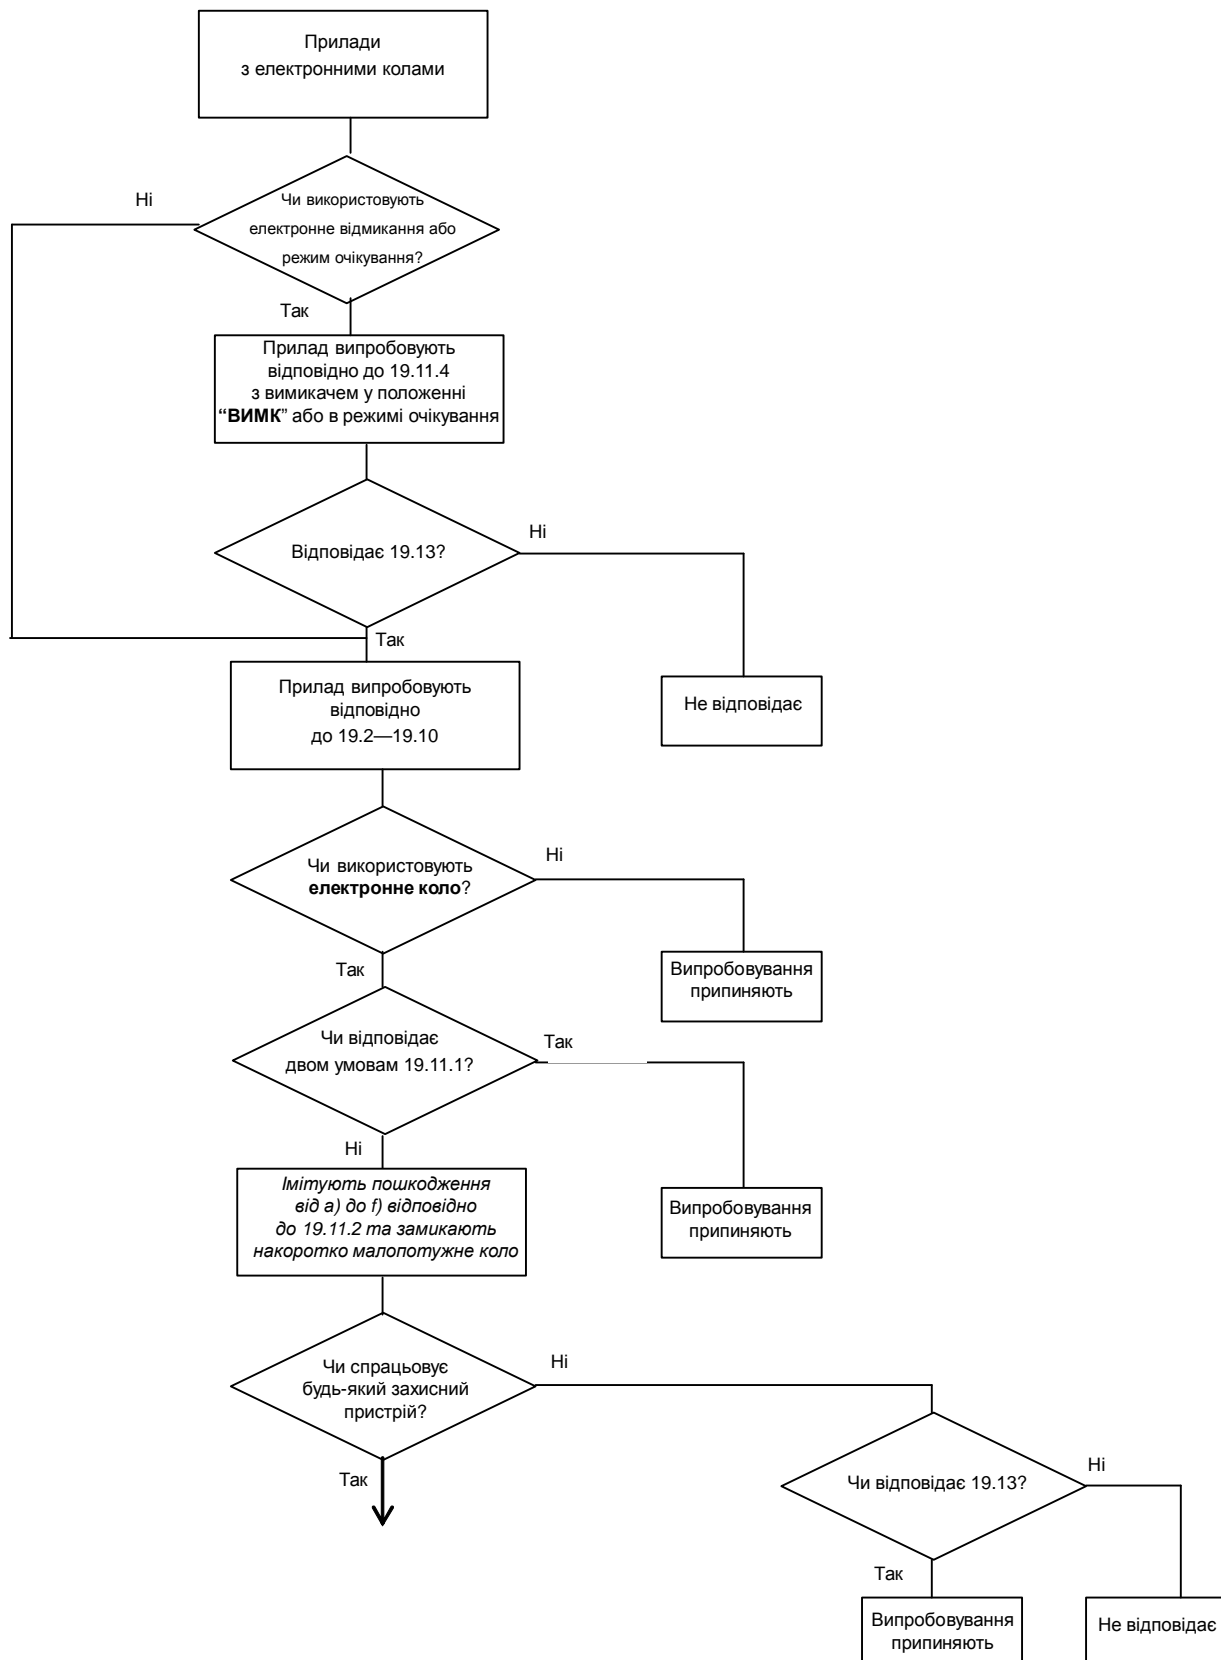 Прилади
з електронними колами
Ні
Чи використовують
електронне відмикання або
режим очікування?
Так
Прилад випробовують
відповідно до 19.11.4
з вимикачем у положенні
“ВИМК” або в режимі очікування
Ні
Відповідає 19.13?
Так
Прилад випробовують
відповідно
до 19.2—19.10
Не відповідає
Ні
Чи використовують
електронне коло?
Так
Випробовування
припиняють
Чи відповідає
двом умовам 19.11.1?
Так
Ні
Імітують пошкодження
від a) до f) відповідно
до 19.11.2 та замикають
накоротко малопотужне коло
Випробовування
припиняють
Ні
Чи спрацьовує
будь-який захисний
пристрій?
Так
Чи відповідає 19.13?
Ні
Так
Випробовування
припиняють
Не відповідає